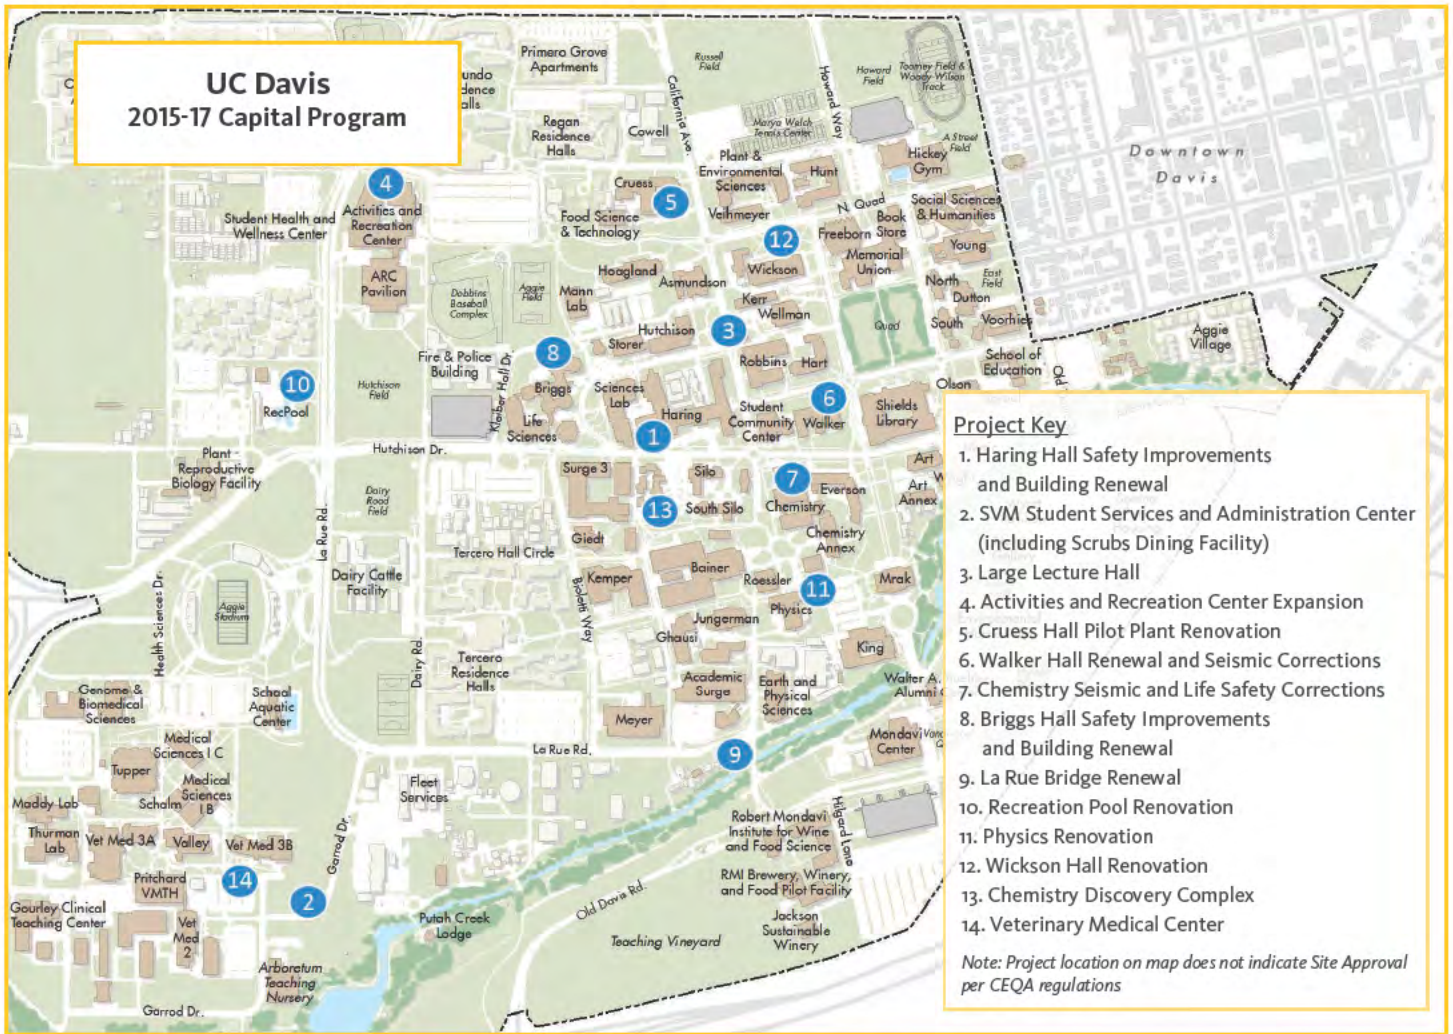 UC Davis
2015-17 Capital Program
Primero Grove
Apartments
Russell
Field
California Ave.
Howard Way
Howard
Field
Toomey Field &
Woody Wilson
Track
Regan
Residence
Halls
Cowell
Marya Welch
Tennis Center
A Street
Field
Downtown
Davis
Plant &
Environmental
Sciences
Hunt
Hickey
Gym
4
Activities and
Recreation
Center
Student Health and
Wellness Center
Cruess
5
Food Science
& Technology
Veihmeyer
N. Quad
Social Sciences
& Humanities
Book
Store
Freeborn
Memorial
Union
Young
12
Wickson
ARC
Pavilion
Dobbins
Baseball
Complex
Aggie
Field
Hoagland
Mann
Lab
Asmundson
Kerr
Wellman
North
East
Field
Dutton
South
Voorhies
Quad
Hutchison
Storer
3
8
Robbins
Hart
School of
Education
Aggie
Village
Olson
Fire & Police
Building
Kleiber Hall Dr.
Briggs
Life
Sciences
Sciences
Lab
Haring
1
Student
Community
Center
6
Walker
Shields
Library
10
RecPool
Hutchison
Field
Hutchison Dr.
Plant -
Reproductive
Biology Facility
Dairy
Road
Field
La Rue Rd.
Surge 3
Silo
South Silo
13
7
Chemistry
Everson
Chemistry
Annex
Art
Art
Annex
Giedt
Tercero Hall Circle
Dairy Cattle
Facility
Kemper
Bainer
Roessler
11
Physics
Mrak
Bioletti Way
Jungerman
Ghausi
King
Health Sciences Dr.
Aggie
Stadium
Dairy Rd.
Tercero
Residence
Halls
Academic
Surge
Earth and
Physical
Sciences
Walter A.
Alumni
Genome &
Biomedical
Sciences
School
Aquatic
Center
Meyer
La Rue Rd.
9
Mondavi
Center
Medical
Sciences I C
Tupper
Medical
Sciences
I B
Schalm
Maddy Lab
Thurman
Lab
Vet Med 3A
Valley
Vet Med 3B
Fleet
Services
Garrod Dr.
Robert Mondavi
Institute for Wine
and Food Science
Hilgard Lane
RMI Brewery, Winery,
and Food Pilot Facility
Jackson
Sustainable
Winery
Old Davis Rd.
Teaching Vineyard
Pritchard
VMTH
14
2
Gourley Clinical
Teaching Center
Vet
Med
2
Putah Creek
Lodge
Arboretum
Teaching
Nursery
Garrod Dr.
Project Key
1. Haring Hall Safety Improvements
and Building Renewal
2. SVM Student Services and Administration Center
(including Scrubs Dining Facility)
3. Large Lecture Hall
4. Activities and Recreation Center Expansion
5. Cruess Hall Pilot Plant Renovation
6. Walker Hall Renewal and Seismic Corrections
7. Chemistry Seismic and Life Safety Corrections
8. Briggs Hall Safety Improvements
and Building Renewal
9. La Rue Bridge Renewal
10. Recreation Pool Renovation
11. Physics Renovation
12. Wickson Hall Renovation
13. Chemistry Discovery Complex
14. Veterinary Medical Center
Note: Project location on map does not indicate Site Approval
per CEQA regulations